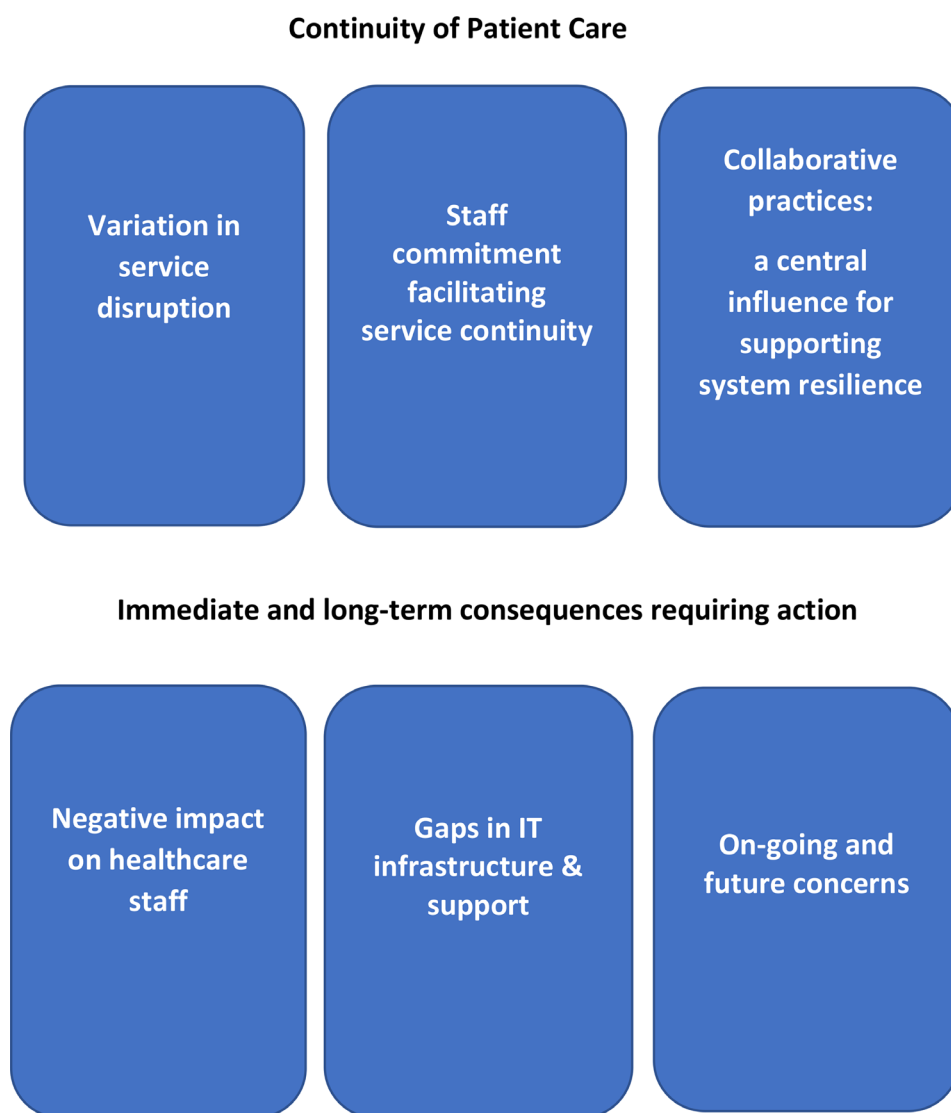 Continuity of Patient Care
Variation in
service
disruption
Staff
commitment
facilitating
service continuity
Collaborative
practices:
a central
influence for
supporting
system resilience
Immediate and long-term consequences requiring action
Negative impact
on healthcare
staff
Gaps in IT
infrastructure &
support
On-going and
future concerns